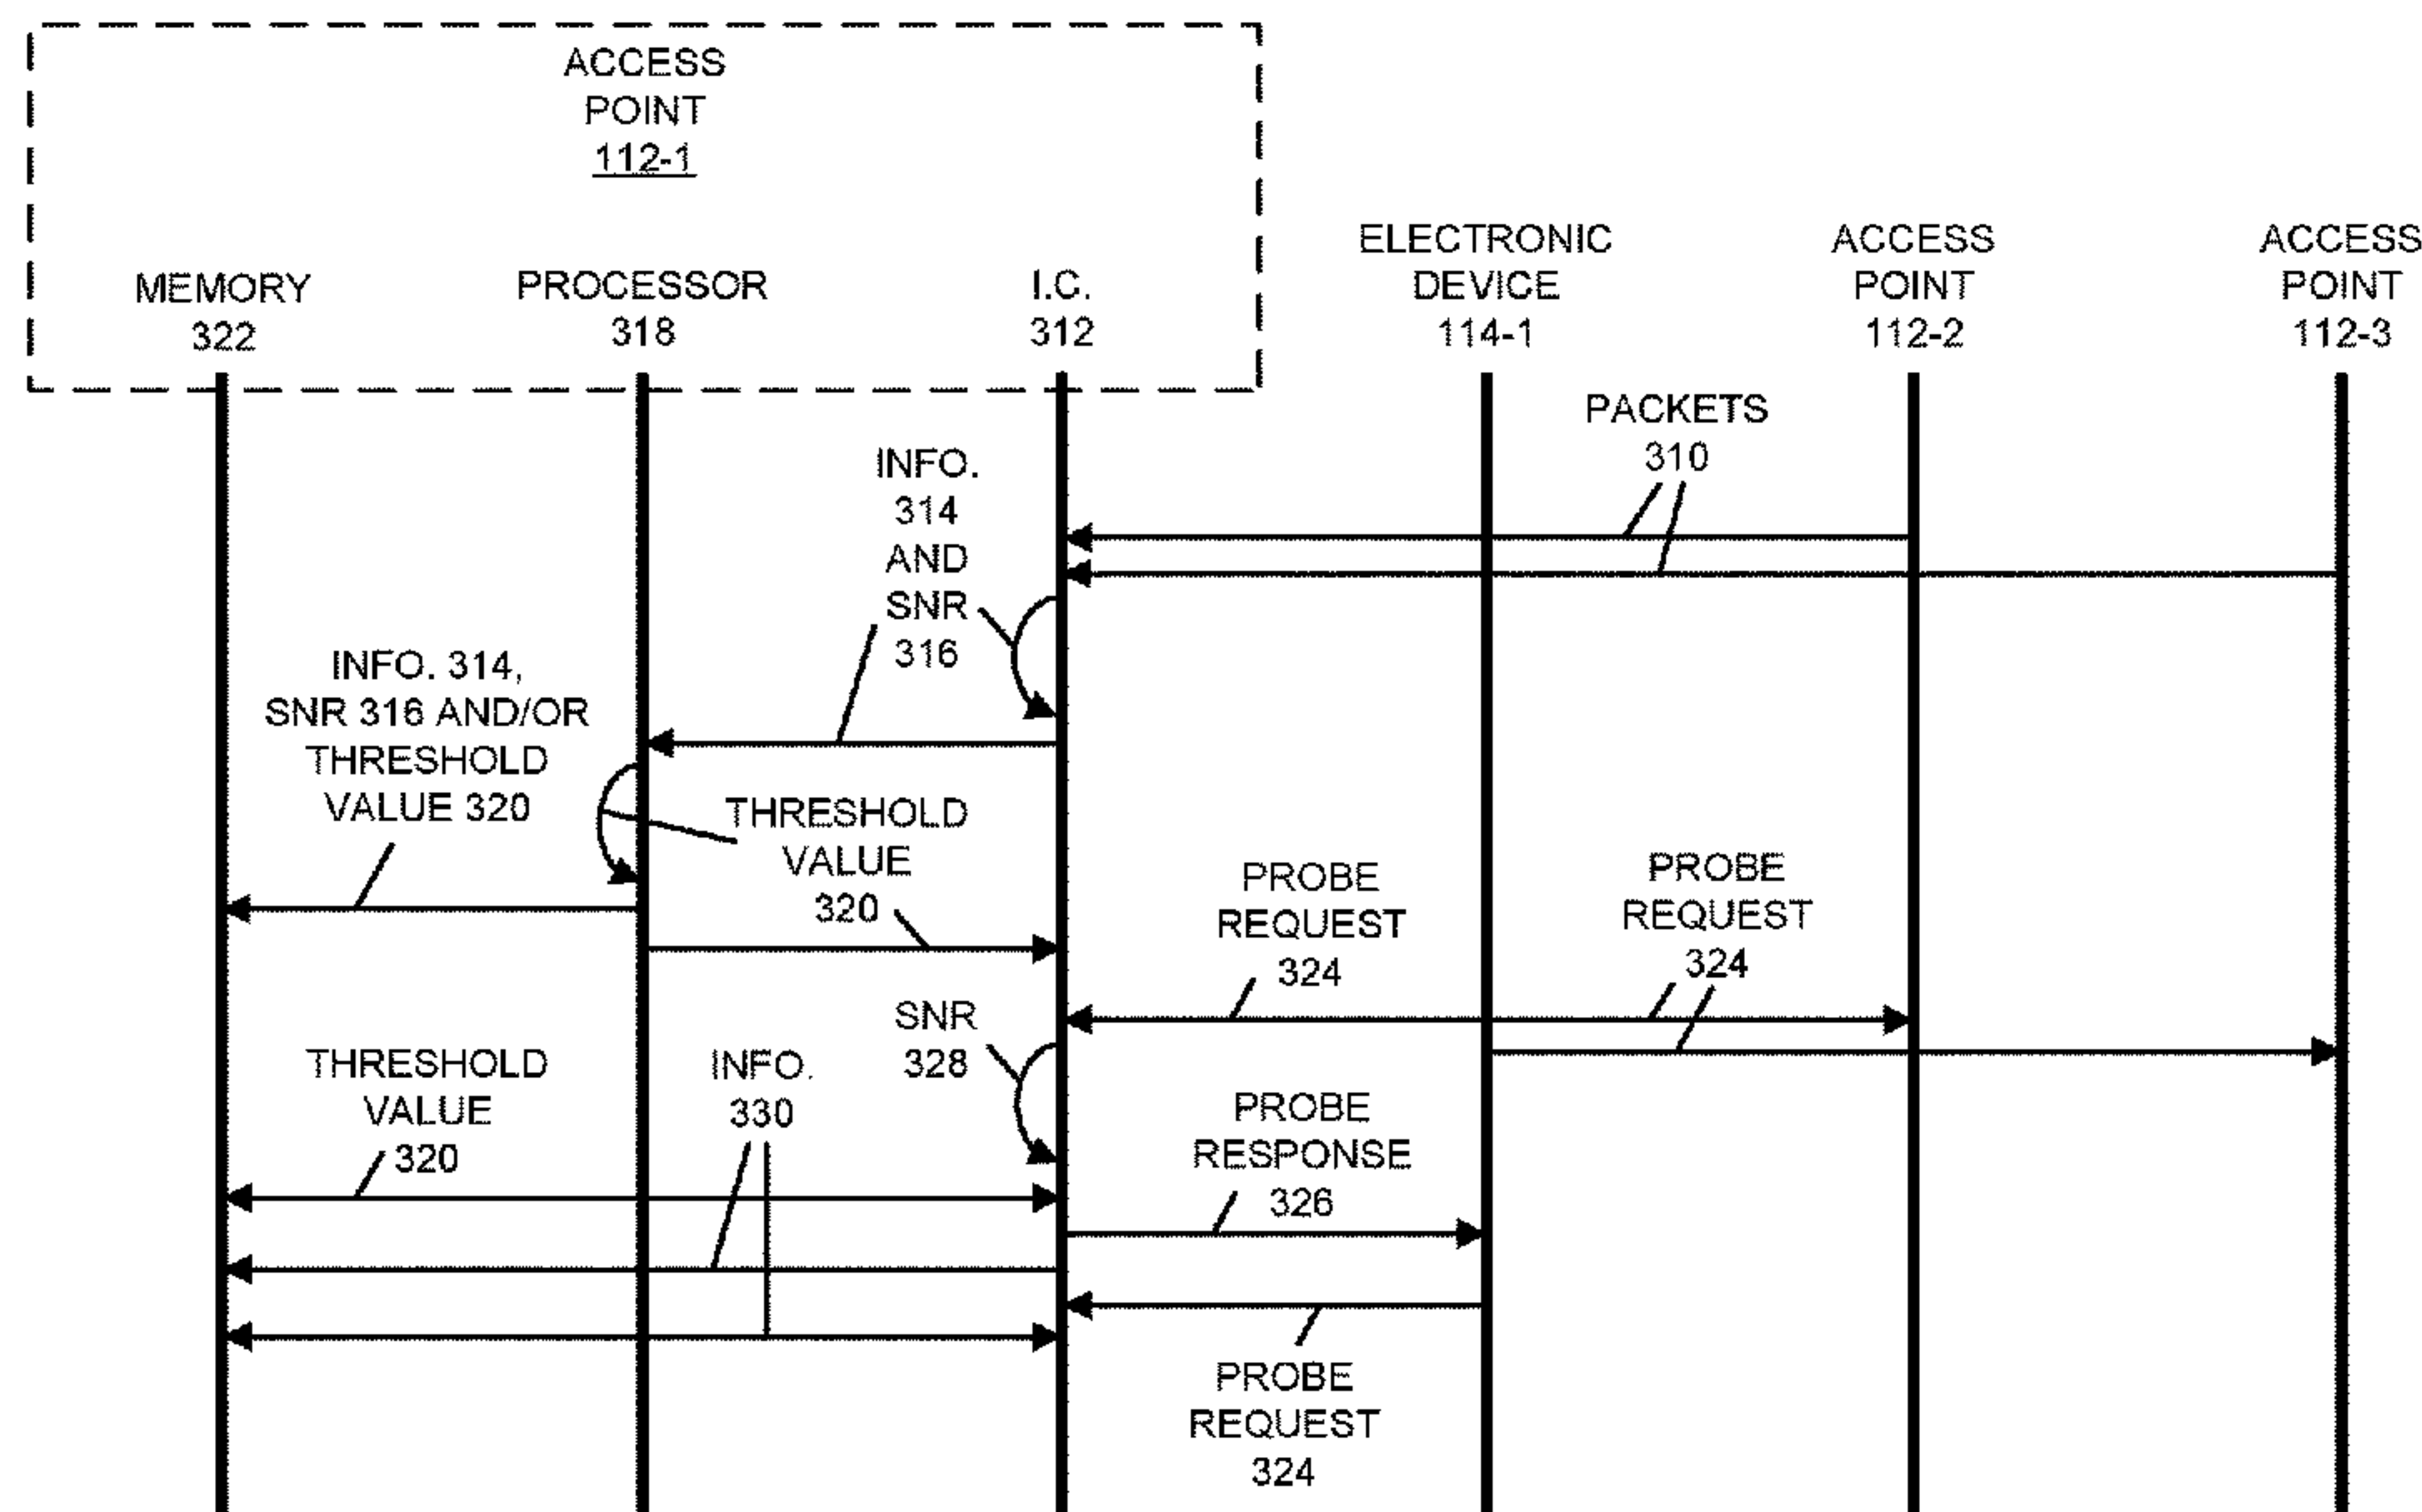 ACCESS
POINT
112-1
MEMORY
322
PROCESSOR
318
I.C.
312
ELECTRONIC
DEVICE
114-1
ACCESS
POINT
112-2
ACCESS
POINT
112-3
PACKETS
310
INFO.
314
AND
SNR
316
INFO. 314,
SNR 316 AND/OR
THRESHOLD
VALUE 320
THRESHOLD
VALUE
320
PROBE
REQUEST
324
PROBE
REQUEST
324
SNR
328
THRESHOLD
VALUE
320
INFO.
330
PROBE
RESPONSE
326
PROBE
REQUEST
324